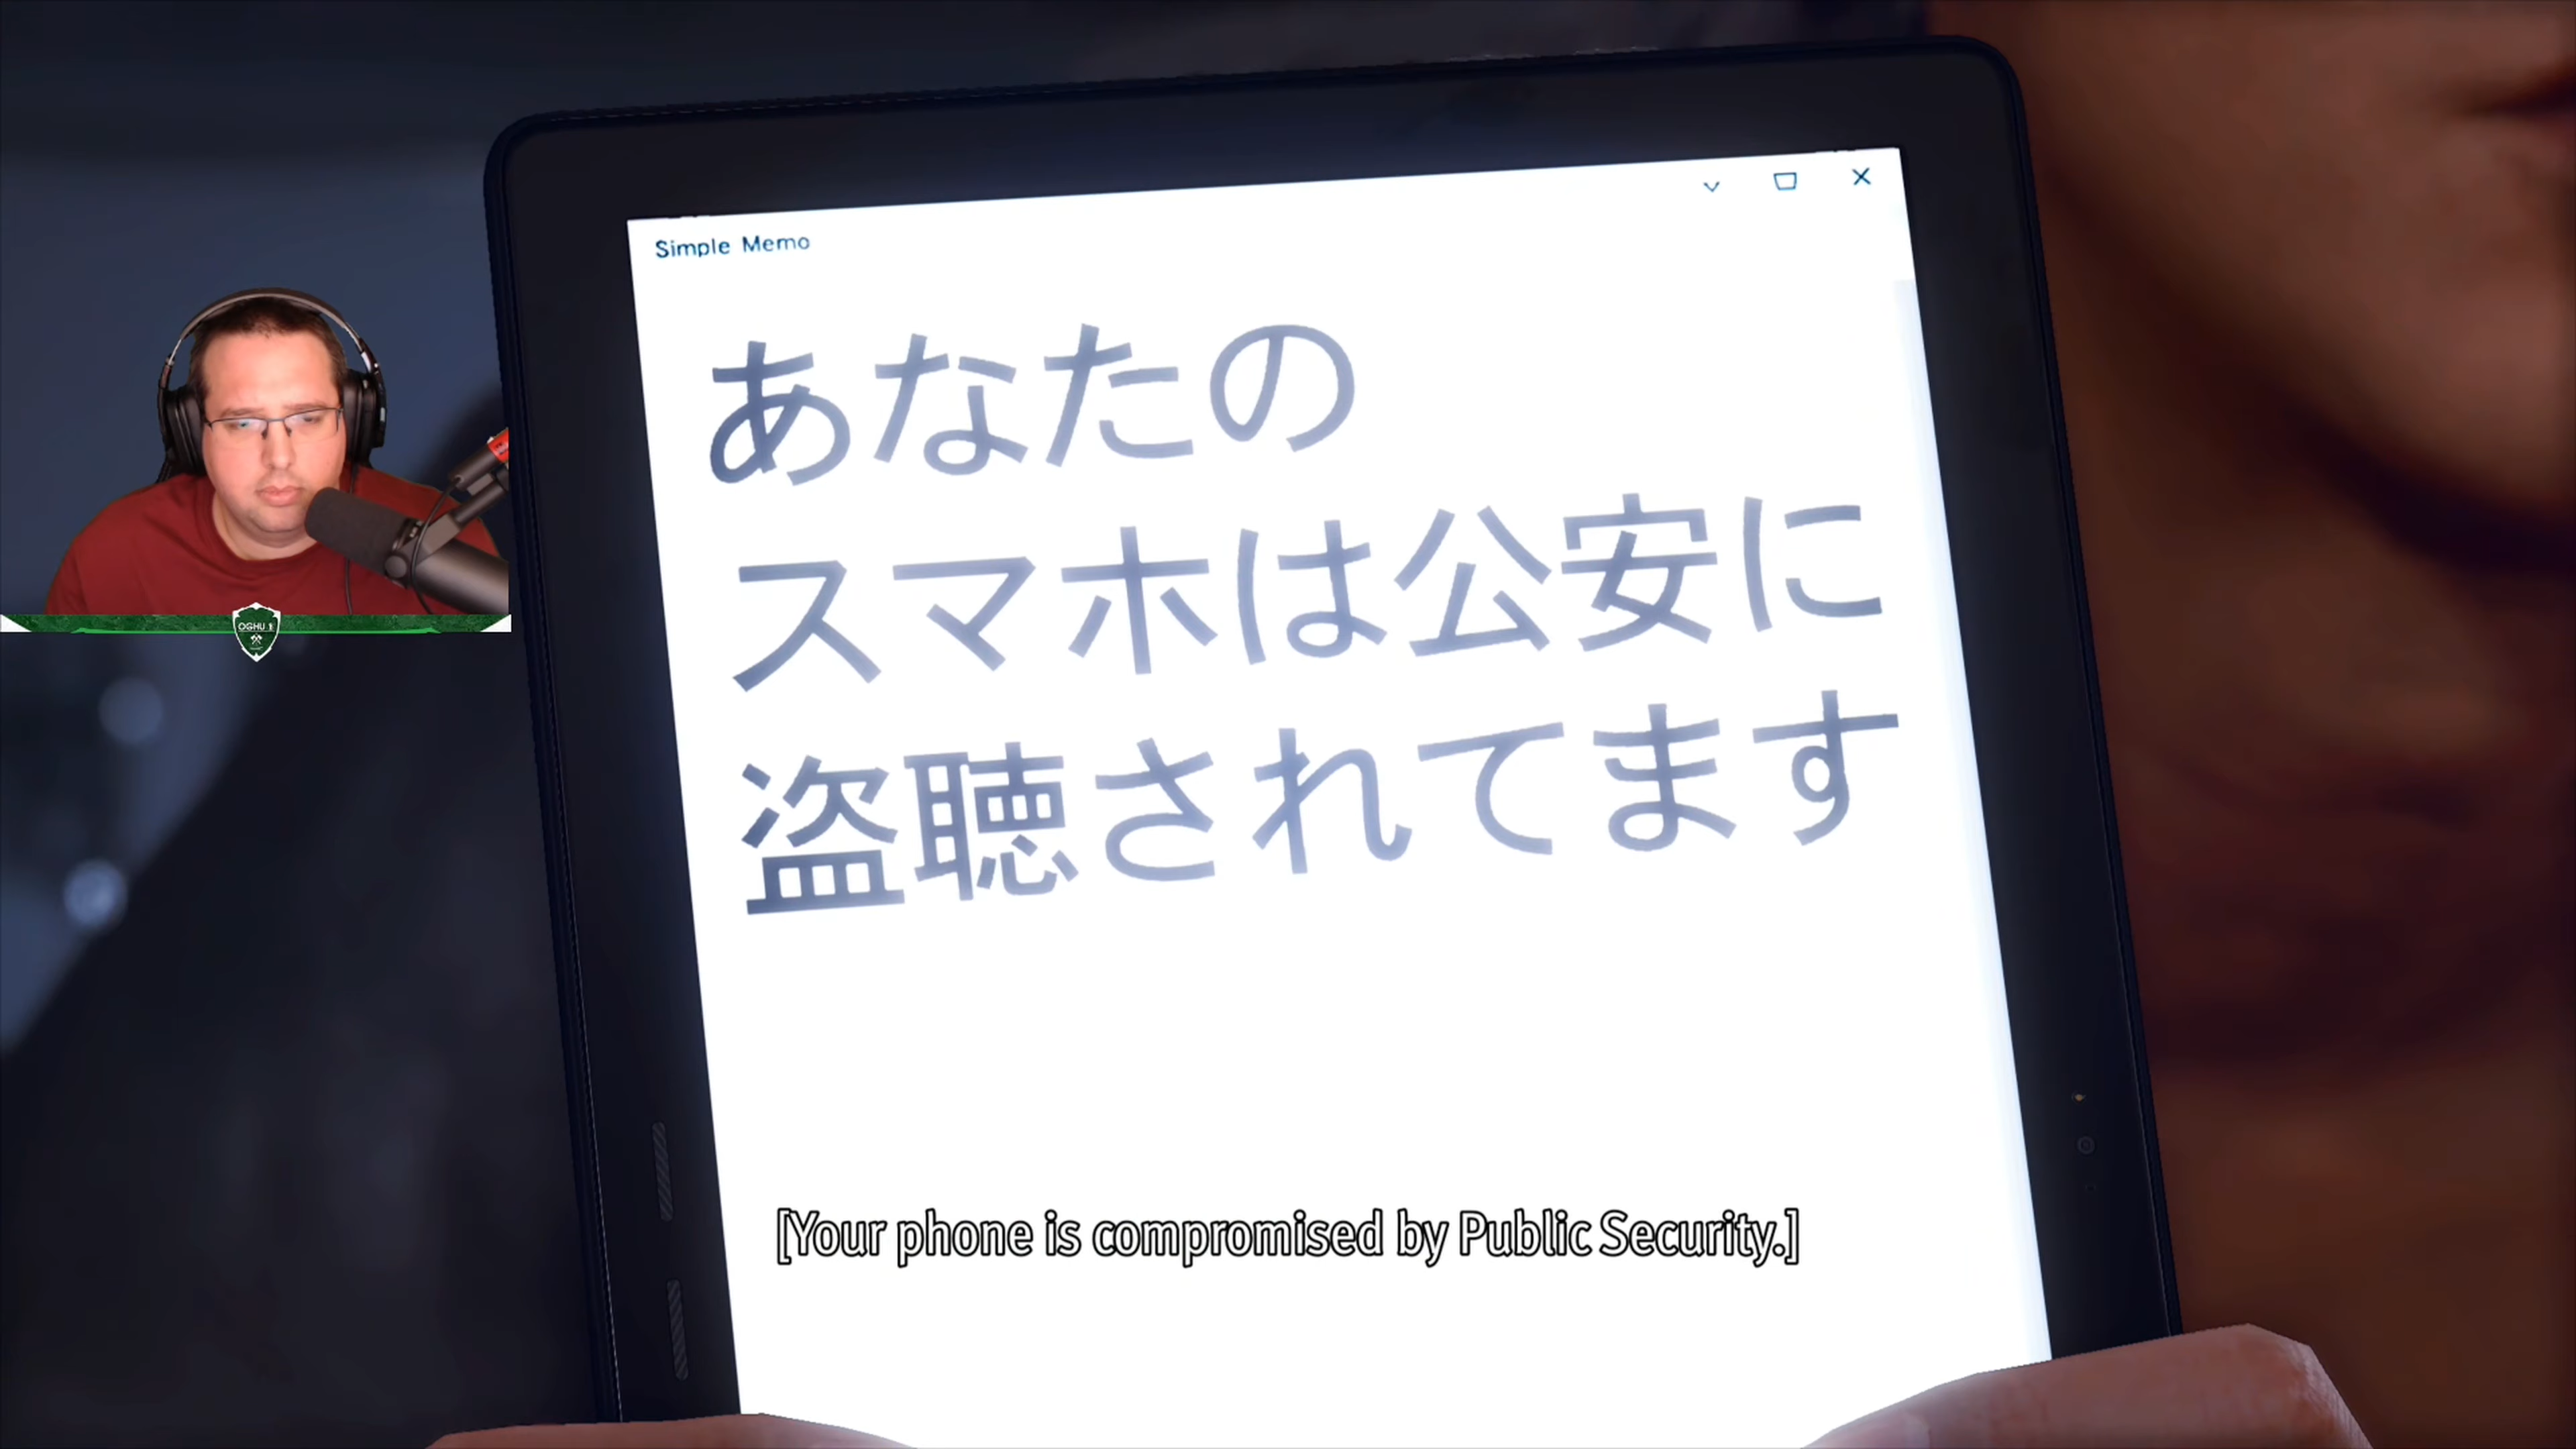 Simple Memo
あなたの
スマホは公安に
盗聴されてます
OGHU
[Your phone is compromised by Public Security.]